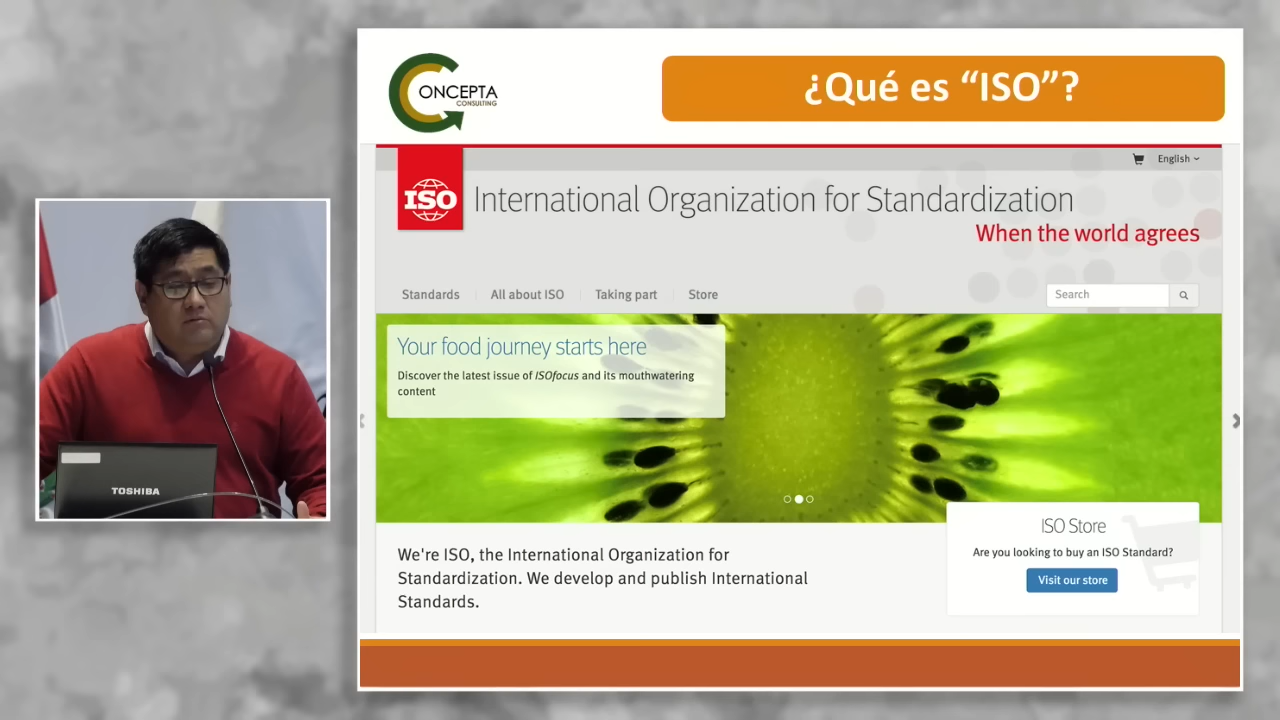 ONCEPTA
CONSULTING
¿Qué es “ISO”?
English
ISO
International Organization for Standardization
When the world agrees
Standards
All about ISO
Taking part
Store
Search
Your food journey starts here
Discover the latest issue of ISOfocus and its mouthwatering
content
TOSHIBA
ISO Store
Are you looking to buy an ISO Standard?
Visit our store
We're ISO, the International Organization for
Standardization. We develop and publish International
Standards.